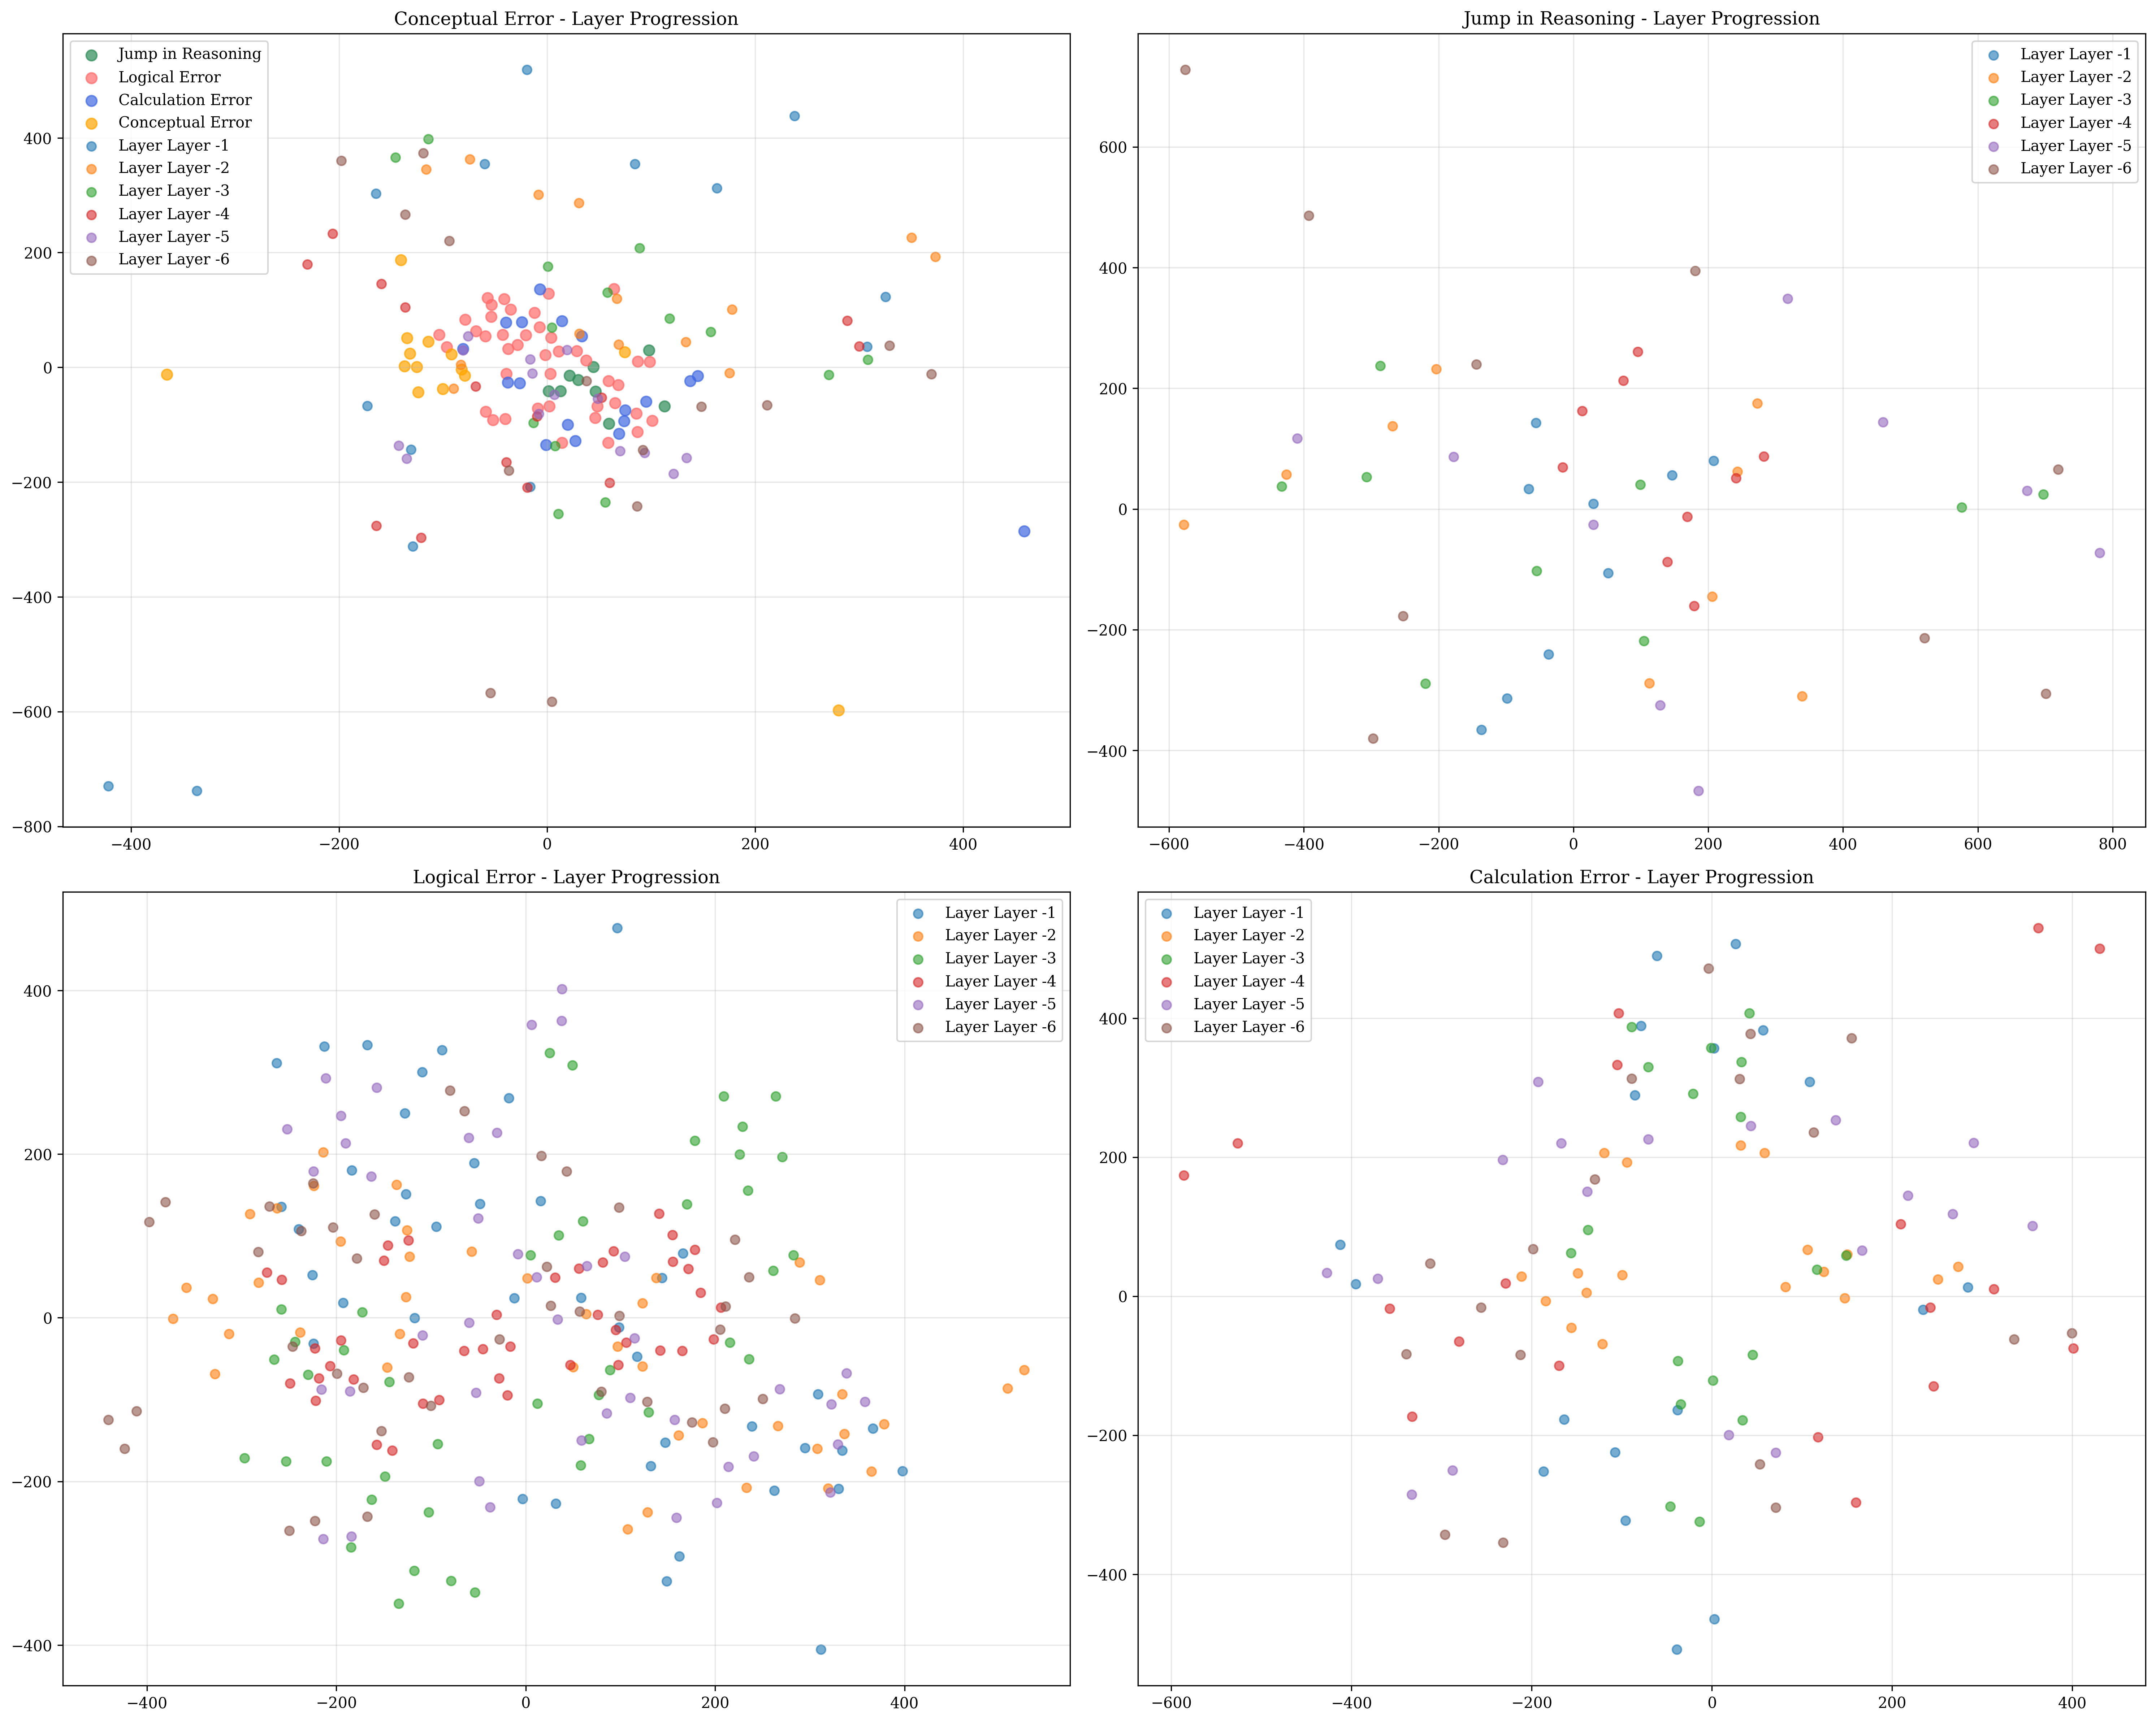 Conceptual Error - Layer Progression
Jump in Reasoning
Logical Error
Calculation Error
Conceptual Error
Layer Layer -1
Layer Layer -2
Layer Layer -3
Layer Layer -4
Layer Layer -5
Layer Layer -6
400
200
0
−200
−400
−600
−800
−400
−200
0
200
400
Jump in Reasoning - Layer Progression
Layer Layer -1
Layer Layer -2
Layer Layer -3
Layer Layer -4
Layer Layer -5
Layer Layer -6
600
400
200
0
−200
−400
−600
−400
−200
0
200
400
600
800
Logical Error - Layer Progression
Layer Layer -1
Layer Layer -2
Layer Layer -3
Layer Layer -4
Layer Layer -5
Layer Layer -6
400
200
0
−200
−400
−400
−200
0
200
400
Calculation Error - Layer Progression
Layer Layer -1
Layer Layer -2
Layer Layer -3
Layer Layer -4
Layer Layer -5
Layer Layer -6
400
200
0
−200
−400
−600
−400
−200
0
200
400